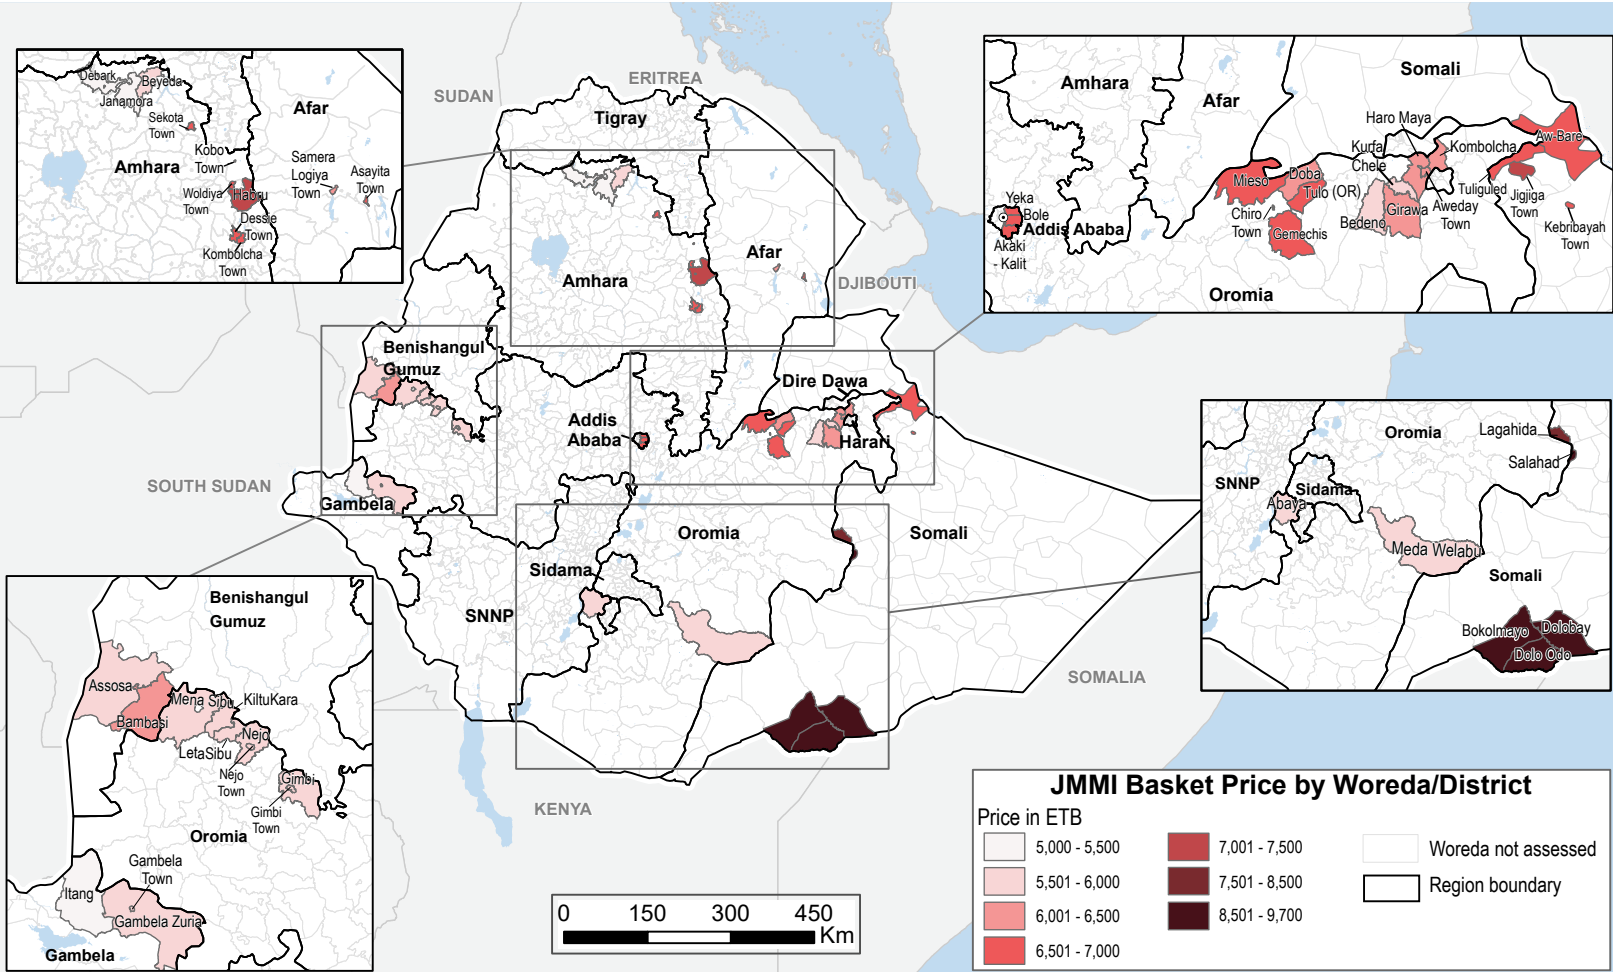 Debark
Beyeda
Janamora
Sekota
Town
Afar
Amhara
Kobo
Town
Samera
Logiya
Town
Asayita
Town
Woldiya
Town
Habru
Dessie
Town
Kombolcha
Town
SUDAN
ERITREA
Tigray
Amhara
Afar
DJIBOUTI
Benishangul
Gumuz
Dire Dawa
Addis
Ababa
Harari
SOUTH SUDAN
Gambela
Oromia
Somali
Sidama
SNNP
SOMALIA
KENYA
Amhara
Afar
Somali
Haro Maya
Kurfa
Chele
Kombolcha
Aw-Bare
Mieso
Doba
Tulo (OR)
Tuliguled
Jigjiga
Town
Yeka
Bole
Addis Ababa
Akaki
- Kalit
Chiro
Town
Gemechis
Bedeno
Girawa
Aweday
Town
Kebribayah
Town
Oromia
Oromia
Lagahida
Salahad
SNNP
Sidama
Abaya
Meda Welabu
Somali
Bokolmayo
Dolobay
Dolo Odo
Benishangul
Gumuz
Assosa
Bambasi
Mena Sibu
KiltuKara
LetaSibu
Nejo
Nejo
Town
Gimbi
Gimbi
Town
Oromia
Gambela
Town
Itang
Gambela Zuria
Gambela
0 150 300 450
Km
JMMI Basket Price by Woreda/District
Price in ETB
5,000 - 5,500
5,501 - 6,000
6,001 - 6,500
6,501 - 7,000
7,001 - 7,500
7,501 - 8,500
8,501 - 9,700
Woreda not assessed
Region boundary